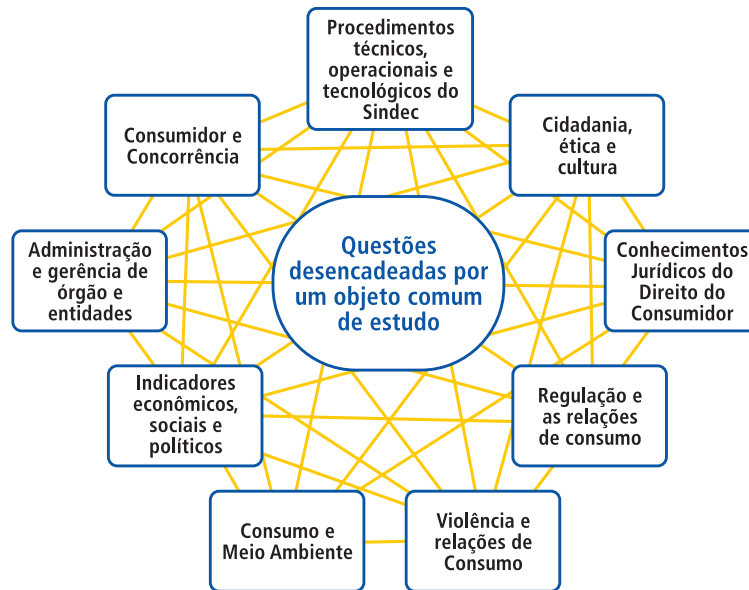 Procedimentos
técnicos,
operacionais e
tecnológicos do
Sindec
Consumidor e
Concorrência
Cidadania,
ética e
cultura
Questões
desencadeadas por
um objeto comum
de estudo
Administração
e gerência de
órgão e
entidades
Conhecimentos
Jurídicos do
Direito do
Consumidor
Indicadores
econômicos,
sociais e
políticos
Regulação e
as relações
de consumo
Consumo e
Meio Ambiente
Violência e
relações de
Consumo